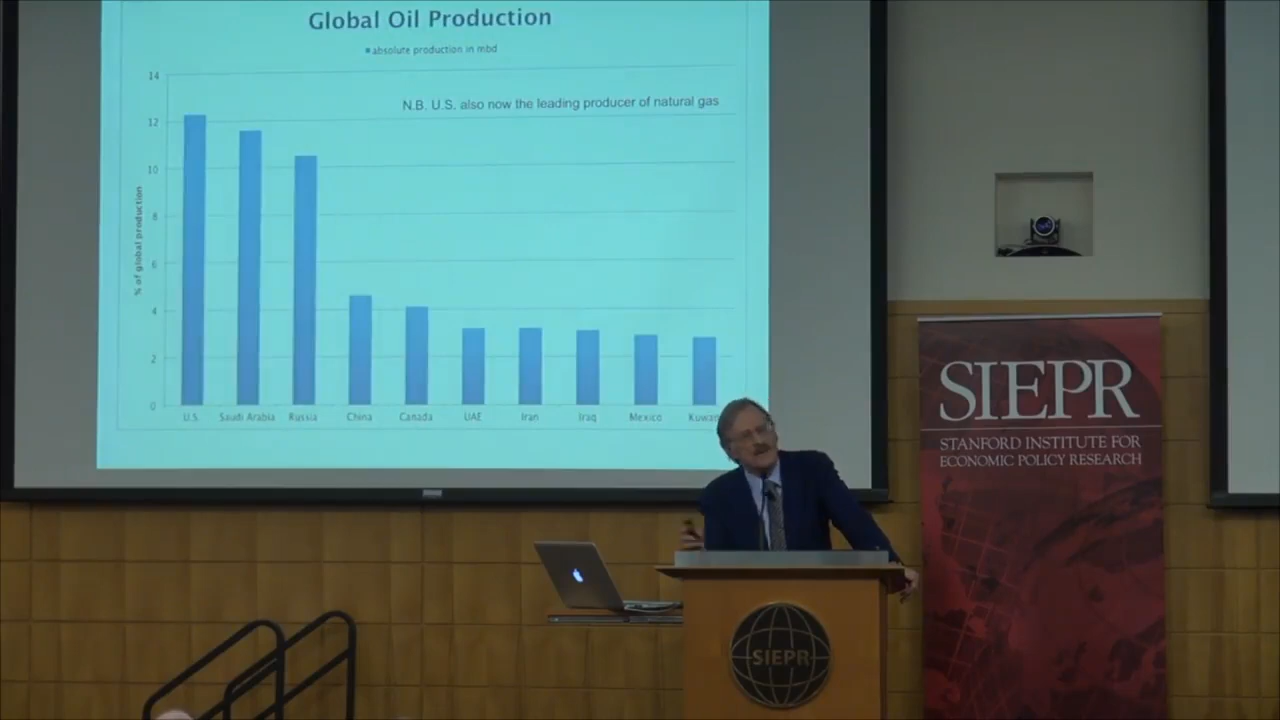 Global Oil Production
absolute production in mbd
N.B. U.S. also now the leading producer of natural gas
% of global production
14
12
10
8
6
4
2
0
U.S. Saudi Arabia Russia China Canada UAE Iran Iraq Mexico
SIEPR
STANFORD INSTITUTE FOR
ECONOMIC POLICY RESEARCH
SIEPR